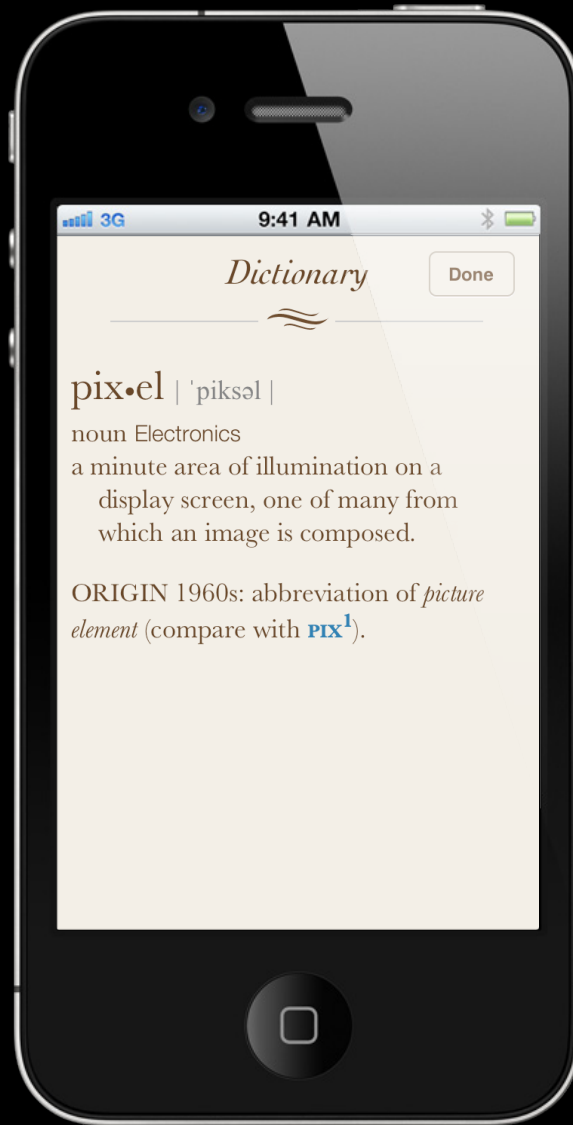 3G 9:41 AM
Dictionary Done
pix•el | ˈpiksəl |
noun Electronics
a minute area of illumination on a
display screen, one of many from
which an image is composed.
ORIGIN 1960s: abbreviation of picture
element (compare with PIX¹).